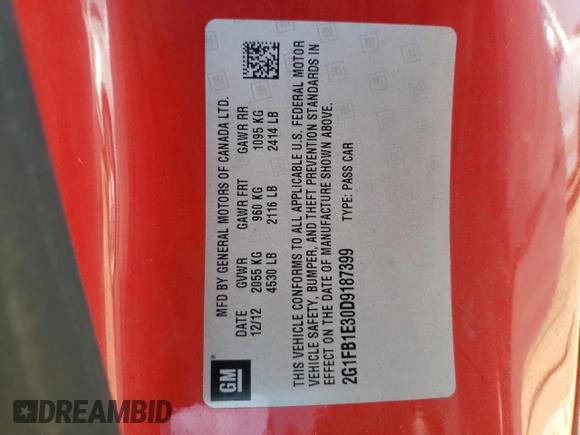 MFD BY GENERAL MOTORS OF CANADA LTD.
DATE GVWR GAWR FRT GAWR RR
12/12 2055 KG 960 KG 1095 KG
4530 LB 2116 LB 2414 LB
THIS VEHICLE CONFORMS TO ALL APPLICABLE U.S. FEDERAL MOTOR
VEHICLE SAFETY, BUMPER, AND THEFT PREVENTION STANDARDS IN
EFFECT ON THE DATE OF MANUFACTURE SHOWN ABOVE.
2G1FB1E30D9187399 TYPE: PASS CAR
GM
DREAMBID